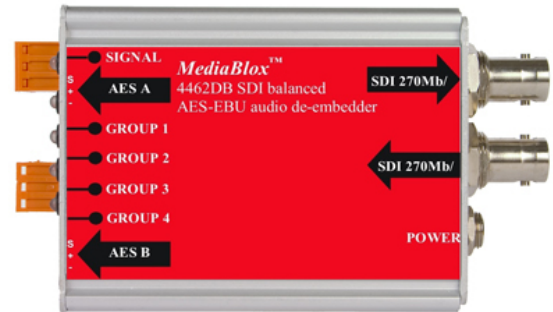 SIGNAL
MediaBlox™
S
+
-
AES A
4462DB SDI balanced
AES-EBU audio de-embedder
SDI 270Mb/
GROUP 1
GROUP 2
SDI 270Mb/
GROUP 3
GROUP 4
POWER
S
+
-
AES B